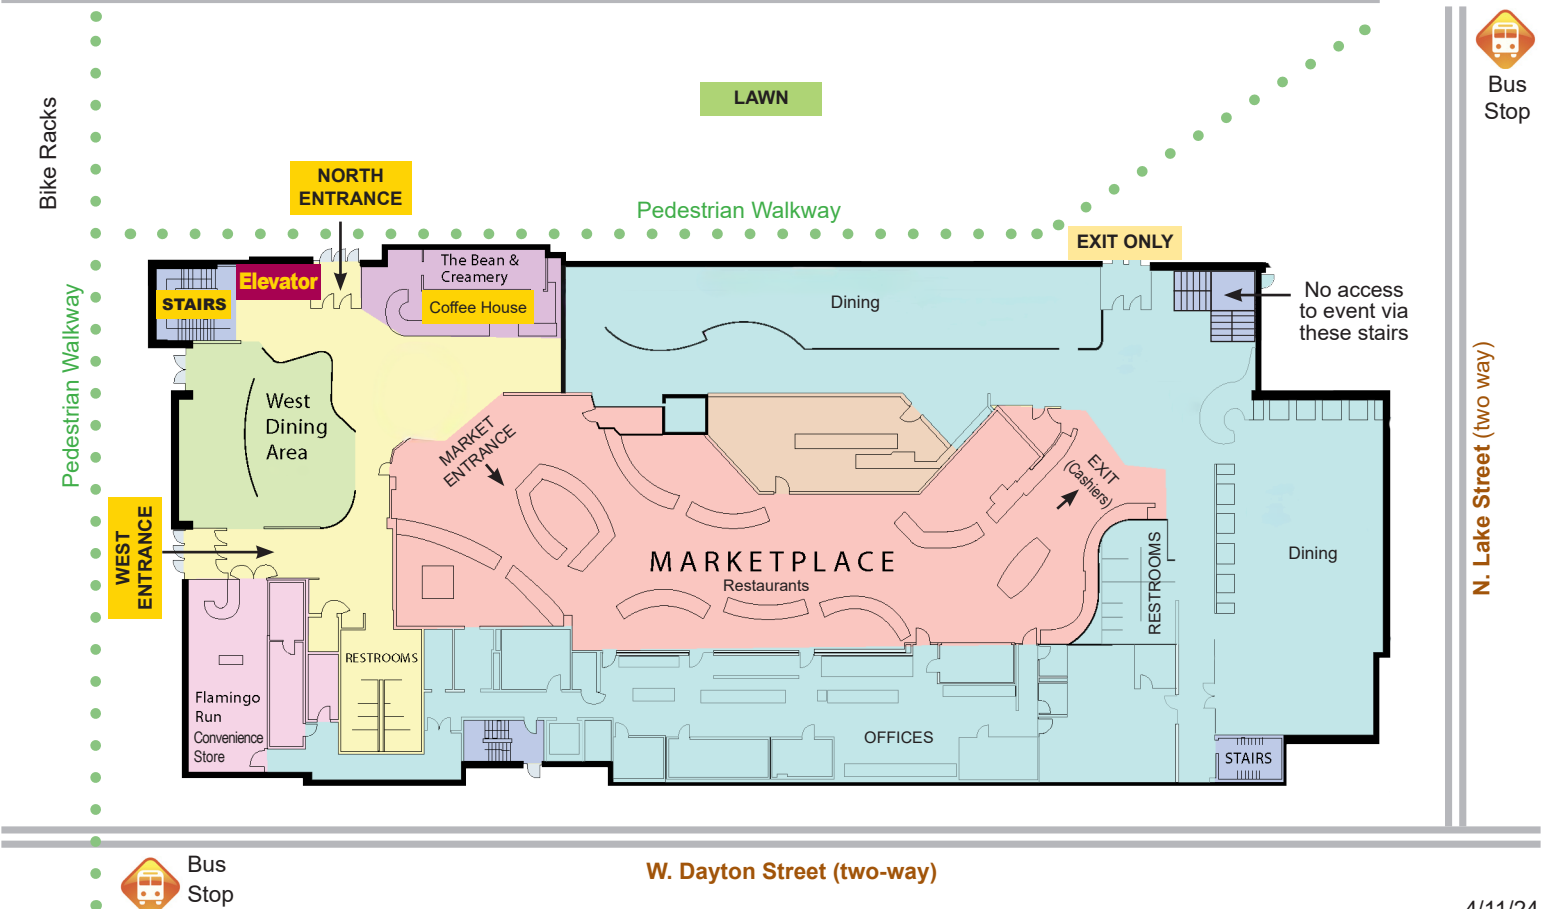 Bus
Stop
LAWN
Bike Racks
NORTH
ENTRANCE
Pedestrian Walkway
EXIT ONLY
The Bean &
Creamery
Coffee House
Elevator
STAIRS
Dining
No access
to event via
these stairs
Pedestrian Walkway
West
Dining
Area
MARKET
ENTRANCE
EXIT
(Cashiers)
N. Lake Street (two way)
WEST
ENTRANCE
MARKETPLACE
Restaurants
RESTROOMS
Dining
RESTROOMS
Flamingo
Run
Convenience
Store
OFFICES
STAIRS
Bus
Stop
W. Dayton Street (two-way)
4/11/24